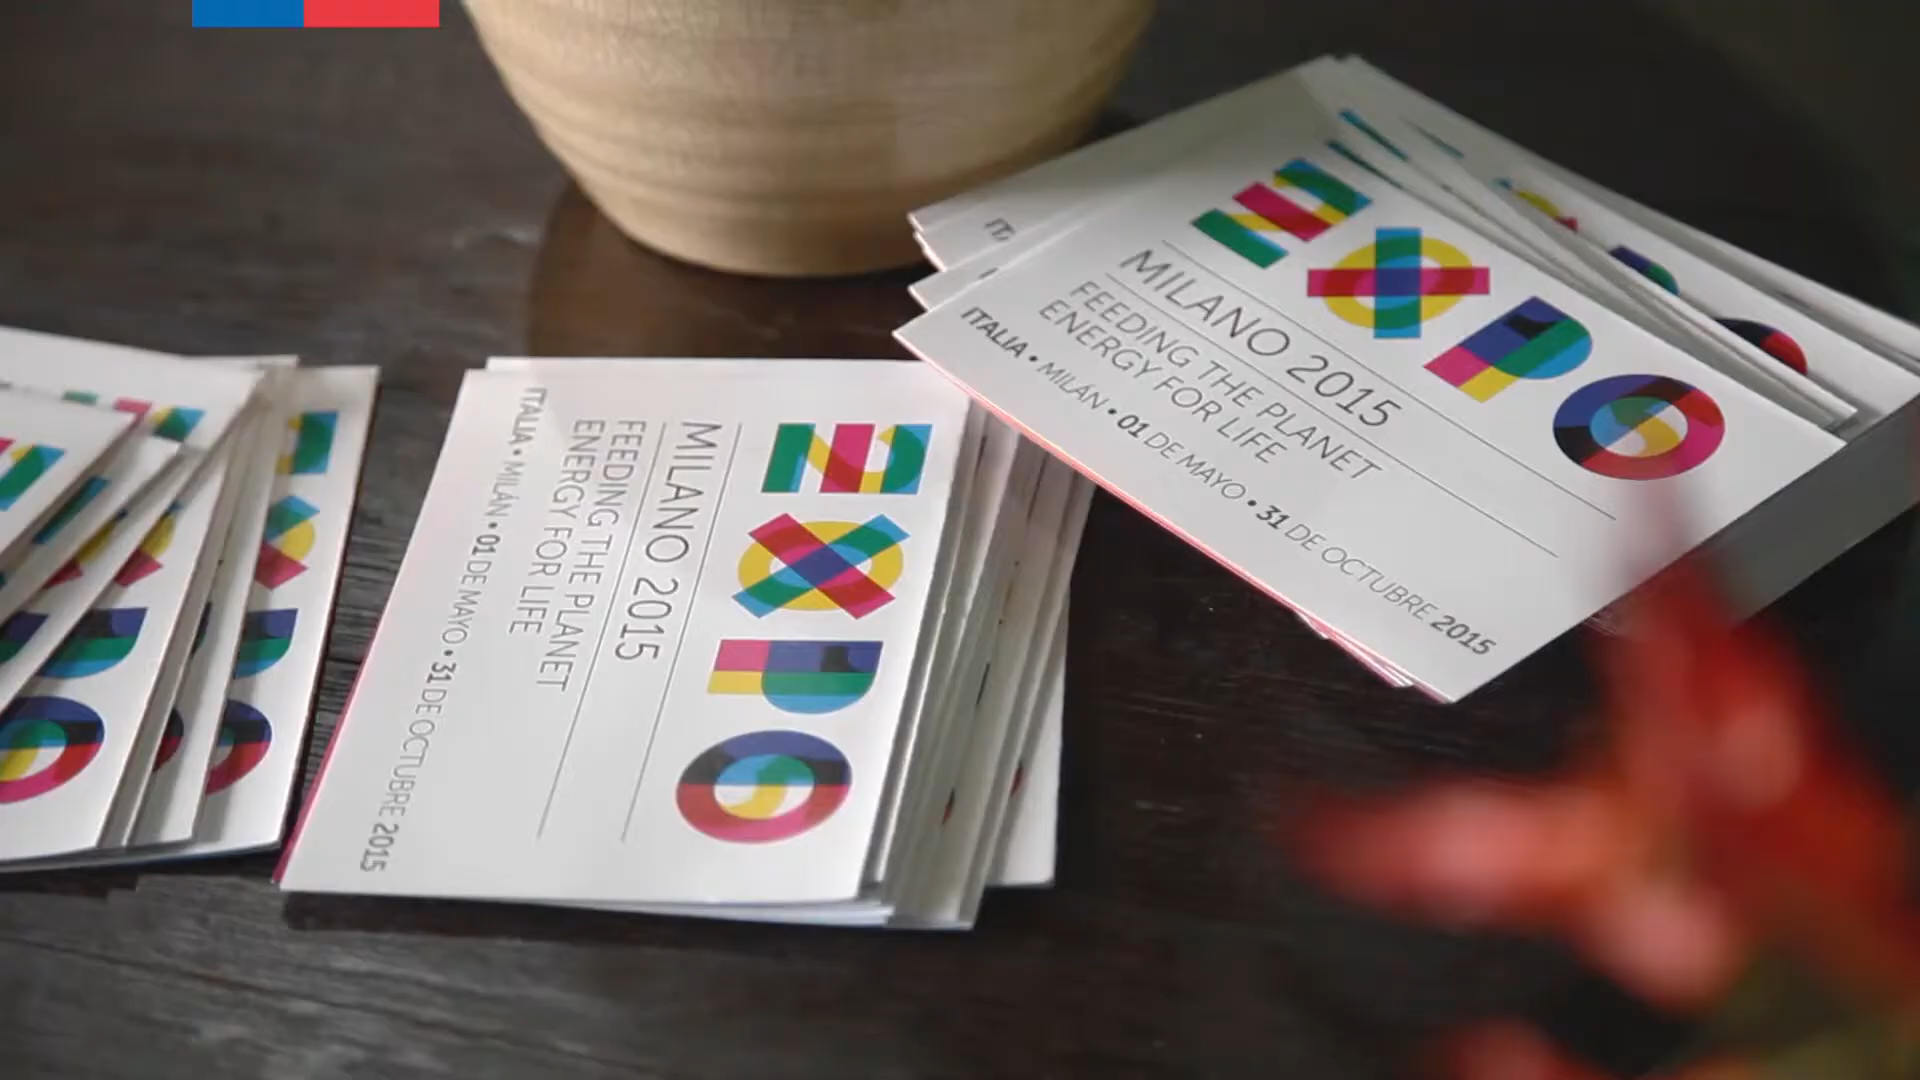 EXPO
MILANO 2015
FEEDING THE PLANET
ENERGY FOR LIFE
ITALIA • MILÁN • 01 DE MAYO • 31 DE OCTUBRE 2015
EXPO
MILANO 2015
FEEDING THE PLANET
ENERGY FOR LIFE
ITALIA • MILÁN • 01 DE MAYO • 31 DE OCTUBRE 2015